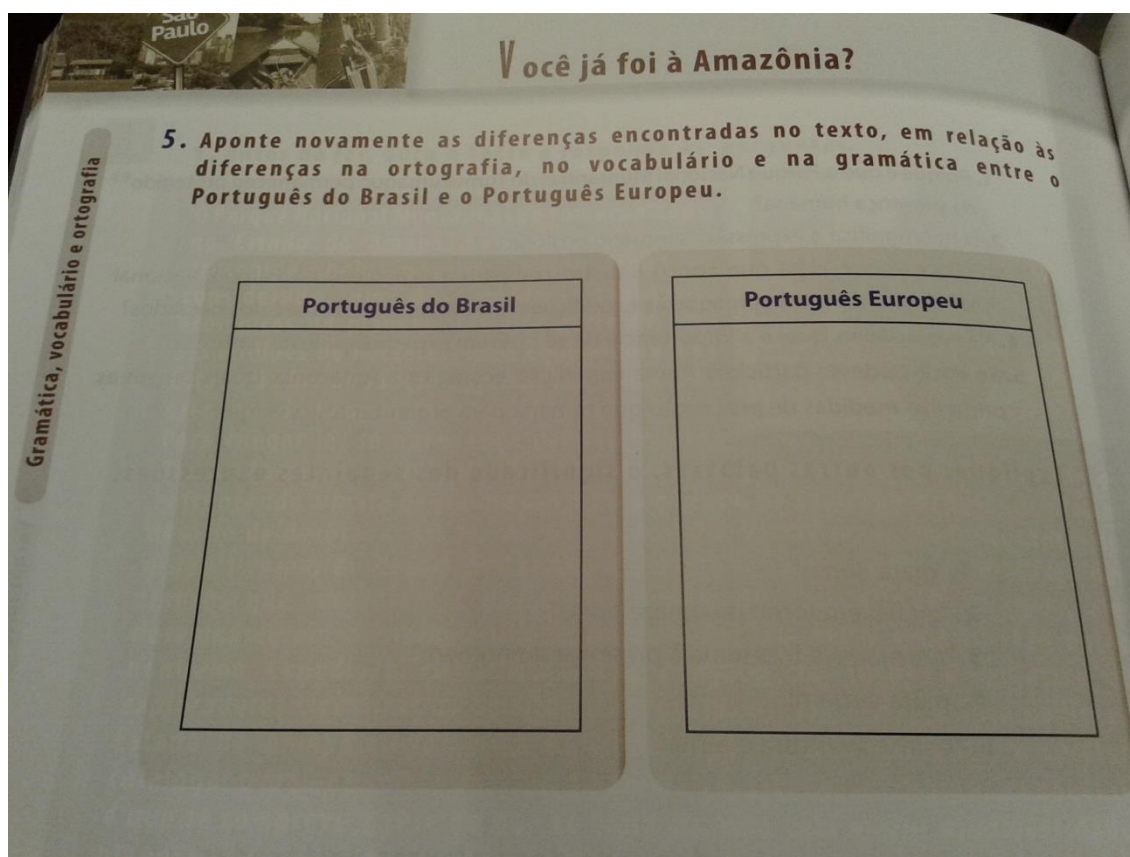 São
Paulo
Você já foi à Amazônia?
Gramática, vocabulário e ortografia
5. Aponte novamente as diferenças encontradas no texto, em relação às
diferenças na ortografia, no vocabulário e na gramática entre o
Português do Brasil e o Português Europeu.
Português do Brasil
Português Europeu